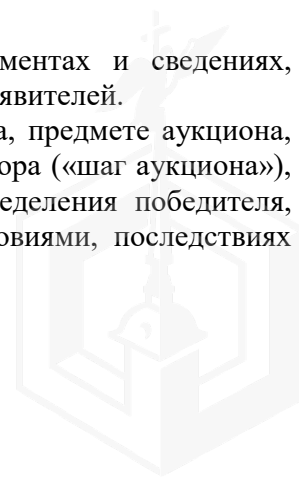 ментах и сведениях,
явителей.
а, предмете аукциона,
ора («шаг аукциона»),
еделения победителя,
овиями, последствиях